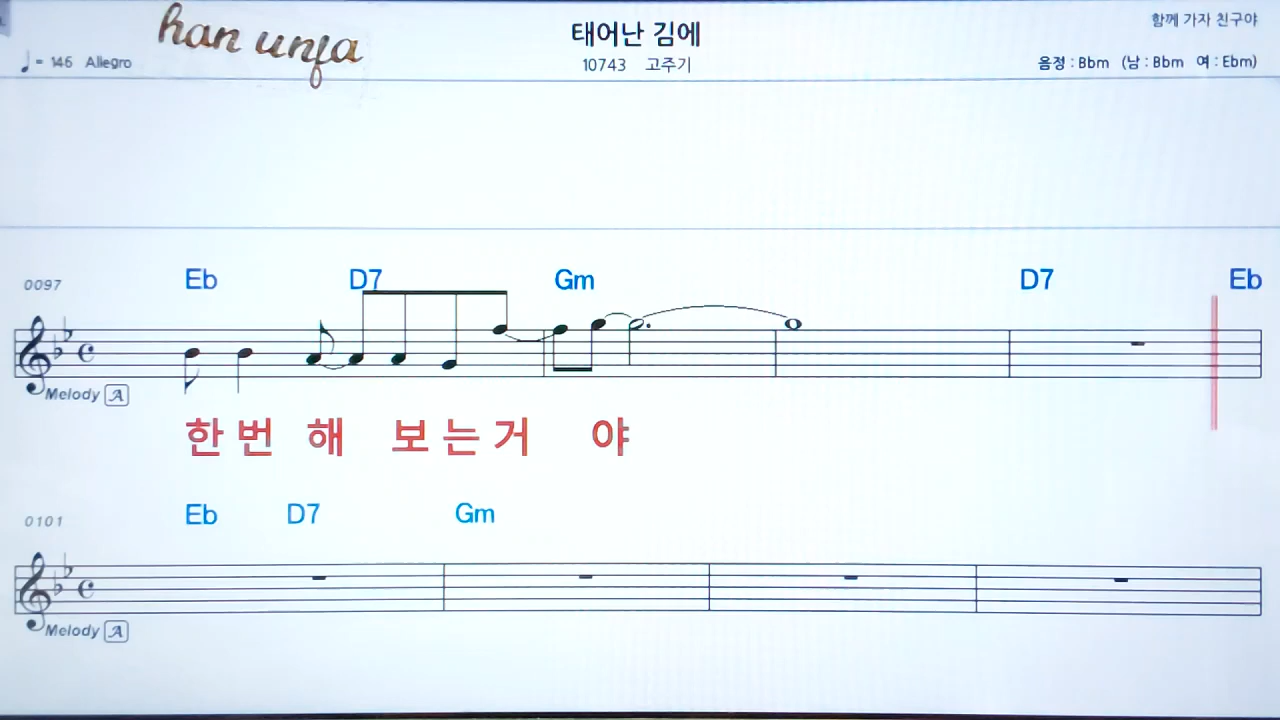 han unfa
태어난 김에
함께 가자 친구야
♩= 146 Allegro
10743 고주기
음정 : Bbm (남 : Bbm 여 : Ebm)
0097 Eb D7 Gm D7 Eb
Melody A
한 번 해 보 는 거 야
0101 Eb D7 Gm
Melody A